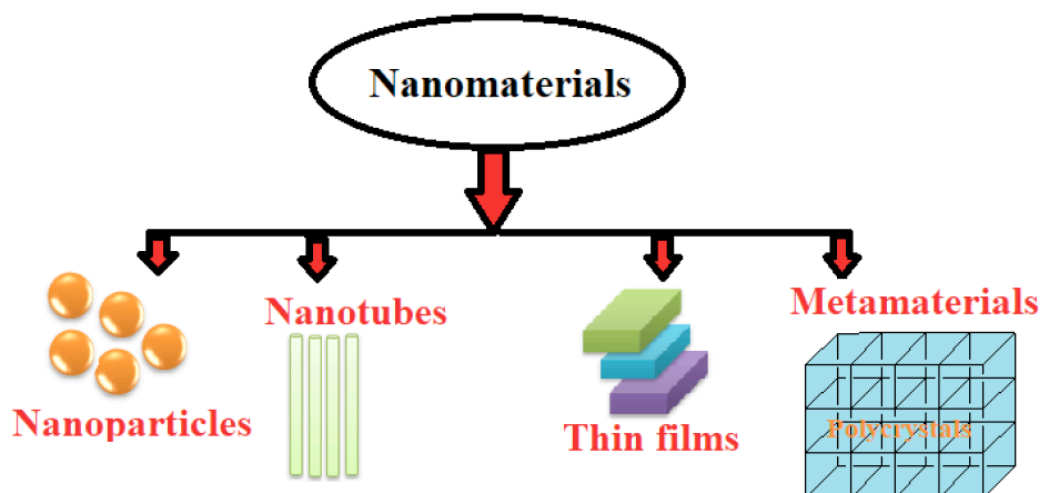 Nanomaterials
Nanotubes
Metamaterials
Nanoparticles
Thin films
Polycrystals